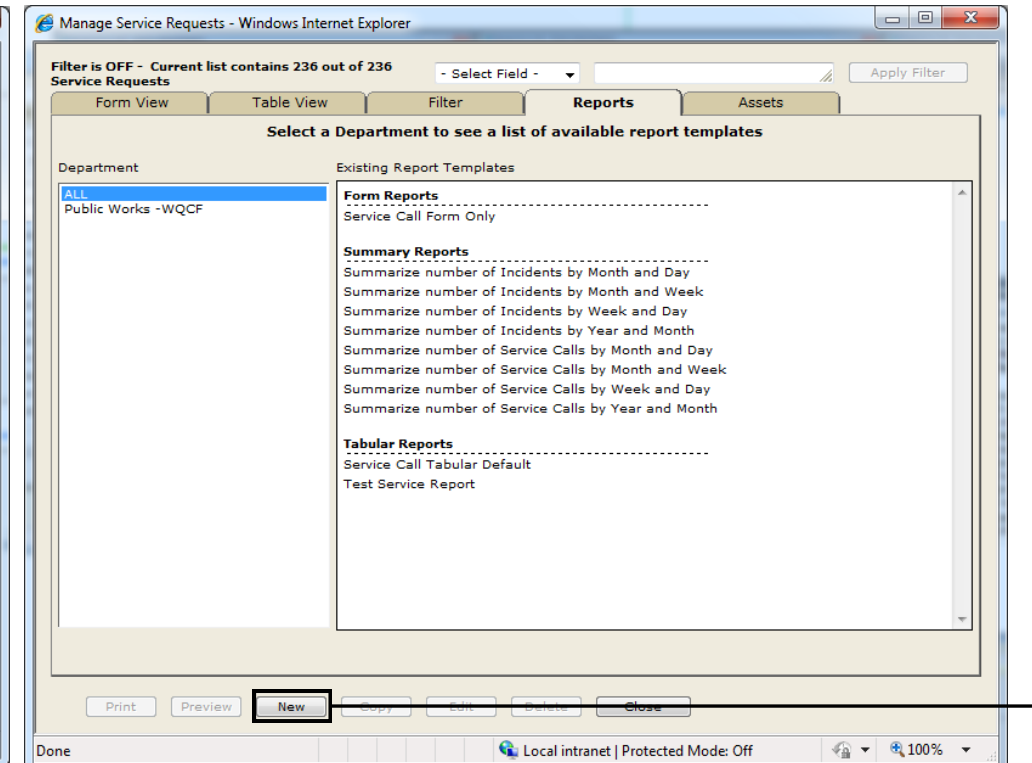 Manage Service Requests - Windows Internet Explorer
Filter is OFF - Current list contains 236 out of 236
Service Requests
- Select Field -
Apply Filter
Form View
Table View
Filter
Reports
Assets
Select a Department to see a list of available report templates
Department
Existing Report Templates
ALL
Public Works -WQCF
Form Reports
Service Call Form Only
Summary Reports
Summarize number of Incidents by Month and Day
Summarize number of Incidents by Month and Week
Summarize number of Incidents by Week and Day
Summarize number of Incidents by Year and Month
Summarize number of Service Calls by Month and Day
Summarize number of Service Calls by Month and Week
Summarize number of Service Calls by Week and Day
Summarize number of Service Calls by Year and Month
Tabular Reports
Service Call Tabular Default
Test Service Report
Print
Preview
New
Copy
Edit
Delete
Close
Done
Local intranet | Protected Mode: Off
100%